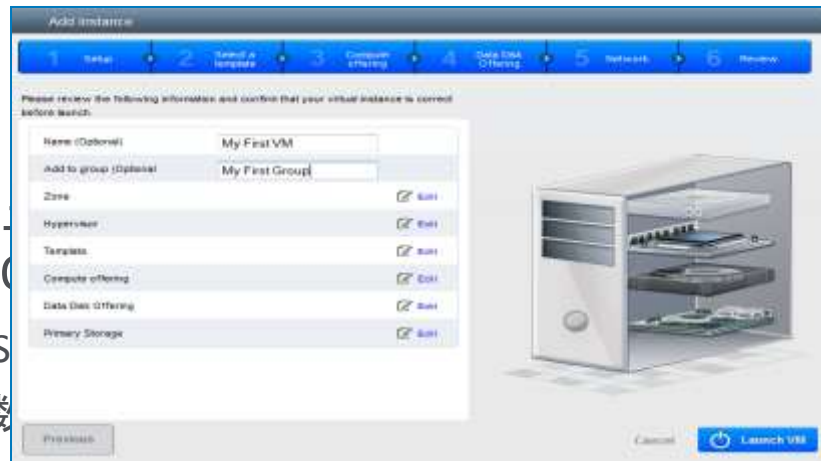 Add Instance
1 Setup
2 Select a template
3 Compute offering
4 Data Disk Offering
5 Network
6 Review
Please review the following information and confirm that your virtual instance is correct
before launch.
Name (Optional) My First VM
Add to group (Optional My First Group
Zone Edit
Hypervisor Edit
Template Edit
Compute offering Edit
Data Disk Offering Edit
Primary Storage Edit
Previous
Cancel Launch VM